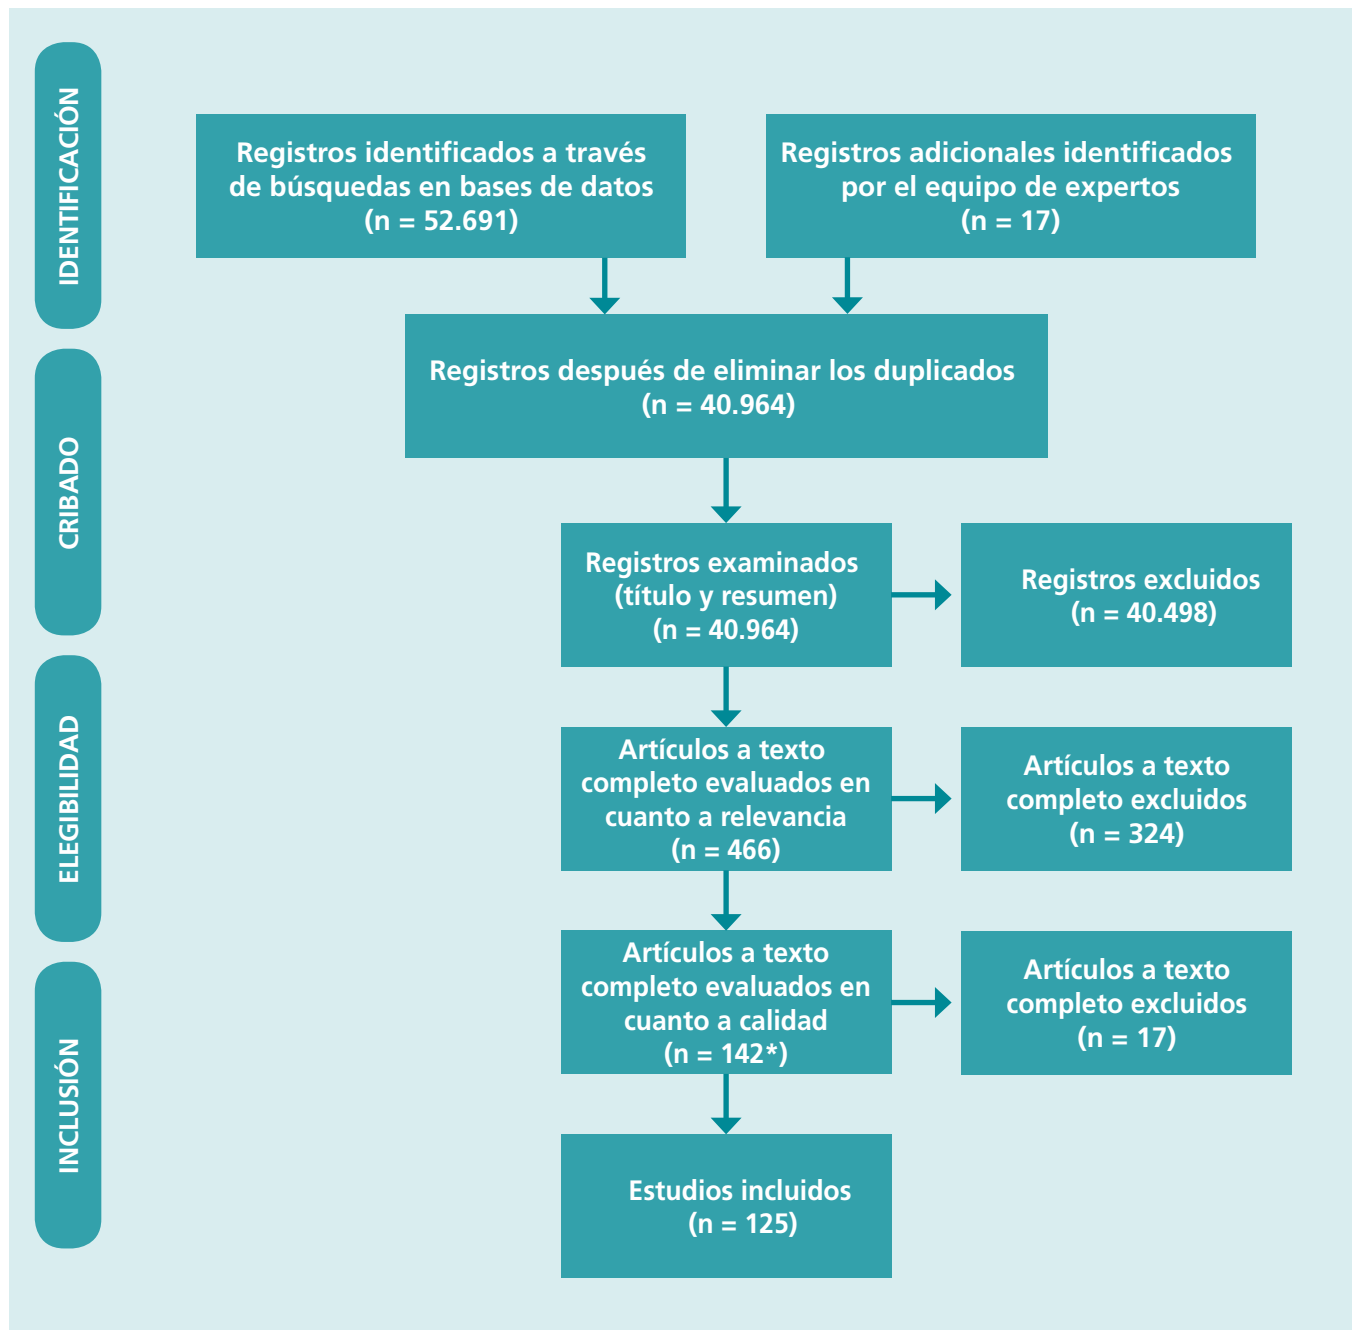 IDENTIFICACIÓN
Registros identificados a través
de búsquedas en bases de datos
(n = 52.691)
Registros adicionales identificados
por el equipo de expertos
(n = 17)
Registros después de eliminar los duplicados
(n = 40.964)
CRIBADO
Registros examinados
(título y resumen)
(n = 40.964)
Registros excluidos
(n = 40.498)
ELEGIBILIDAD
Artículos a texto
completo evaluados en
cuanto a relevancia
(n = 466)
Artículos a texto
completo excluidos
(n = 324)
Artículos a texto
completo evaluados en
cuanto a calidad
(n = 142*)
Artículos a texto
completo excluidos
(n = 17)
INCLUSIÓN
Estudios incluidos
(n = 125)